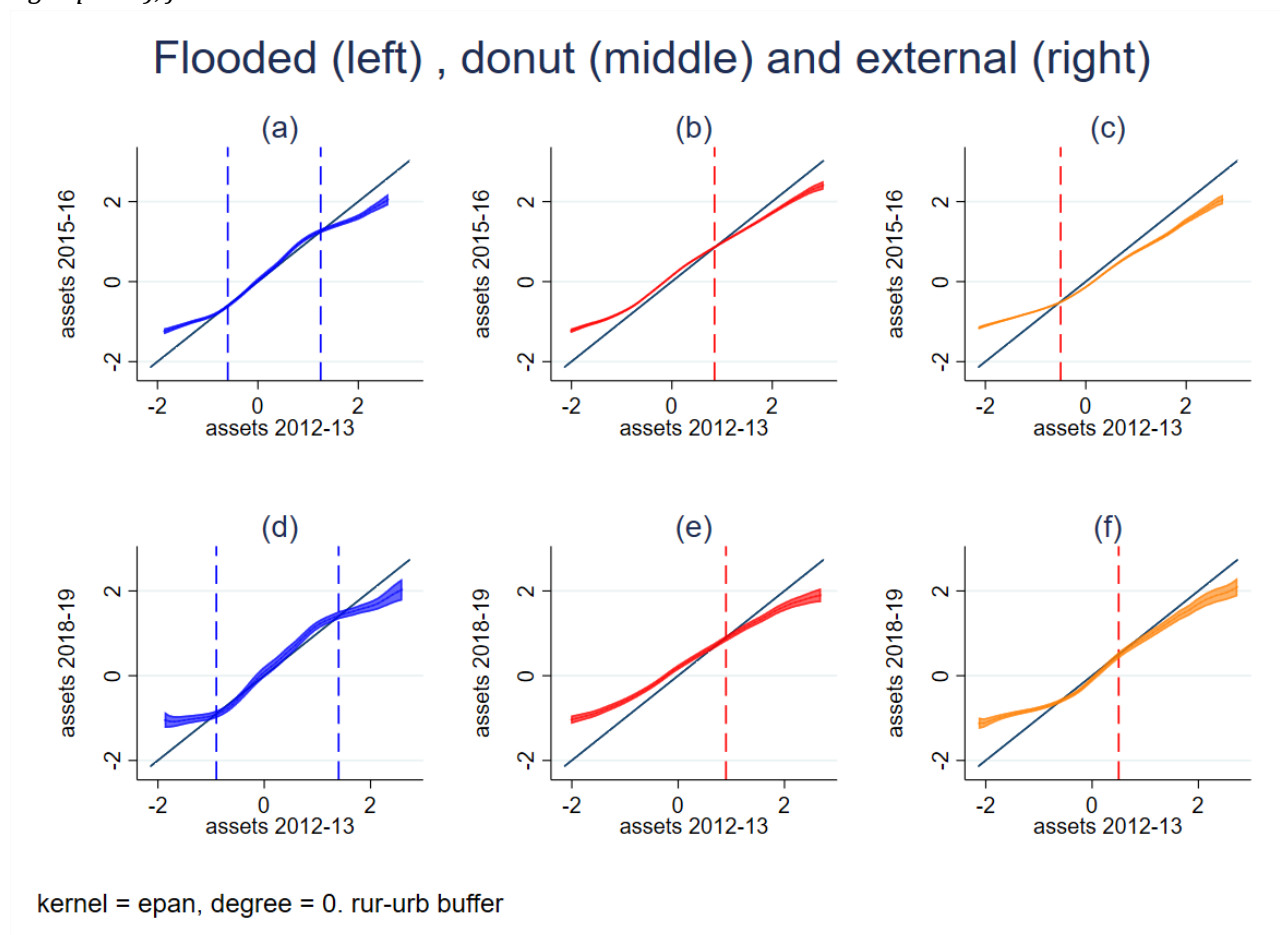 Flooded (left) , donut (middle) and external (right)
(a)
assets 2015-16
2
0
-2
-2 0 2
assets 2012-13
(b)
assets 2015-16
2
0
-2
-2 0 2
assets 2012-13
(c)
assets 2015-16
2
0
-2
-2 0 2
assets 2012-13
(d)
assets 2018-19
2
0
-2
-2 0 2
assets 2012-13
(e)
assets 2018-19
2
0
-2
-2 0 2
assets 2012-13
(f)
assets 2018-19
2
0
-2
-2 0 2
assets 2012-13
kernel = epan, degree = 0. rur-urb buffer